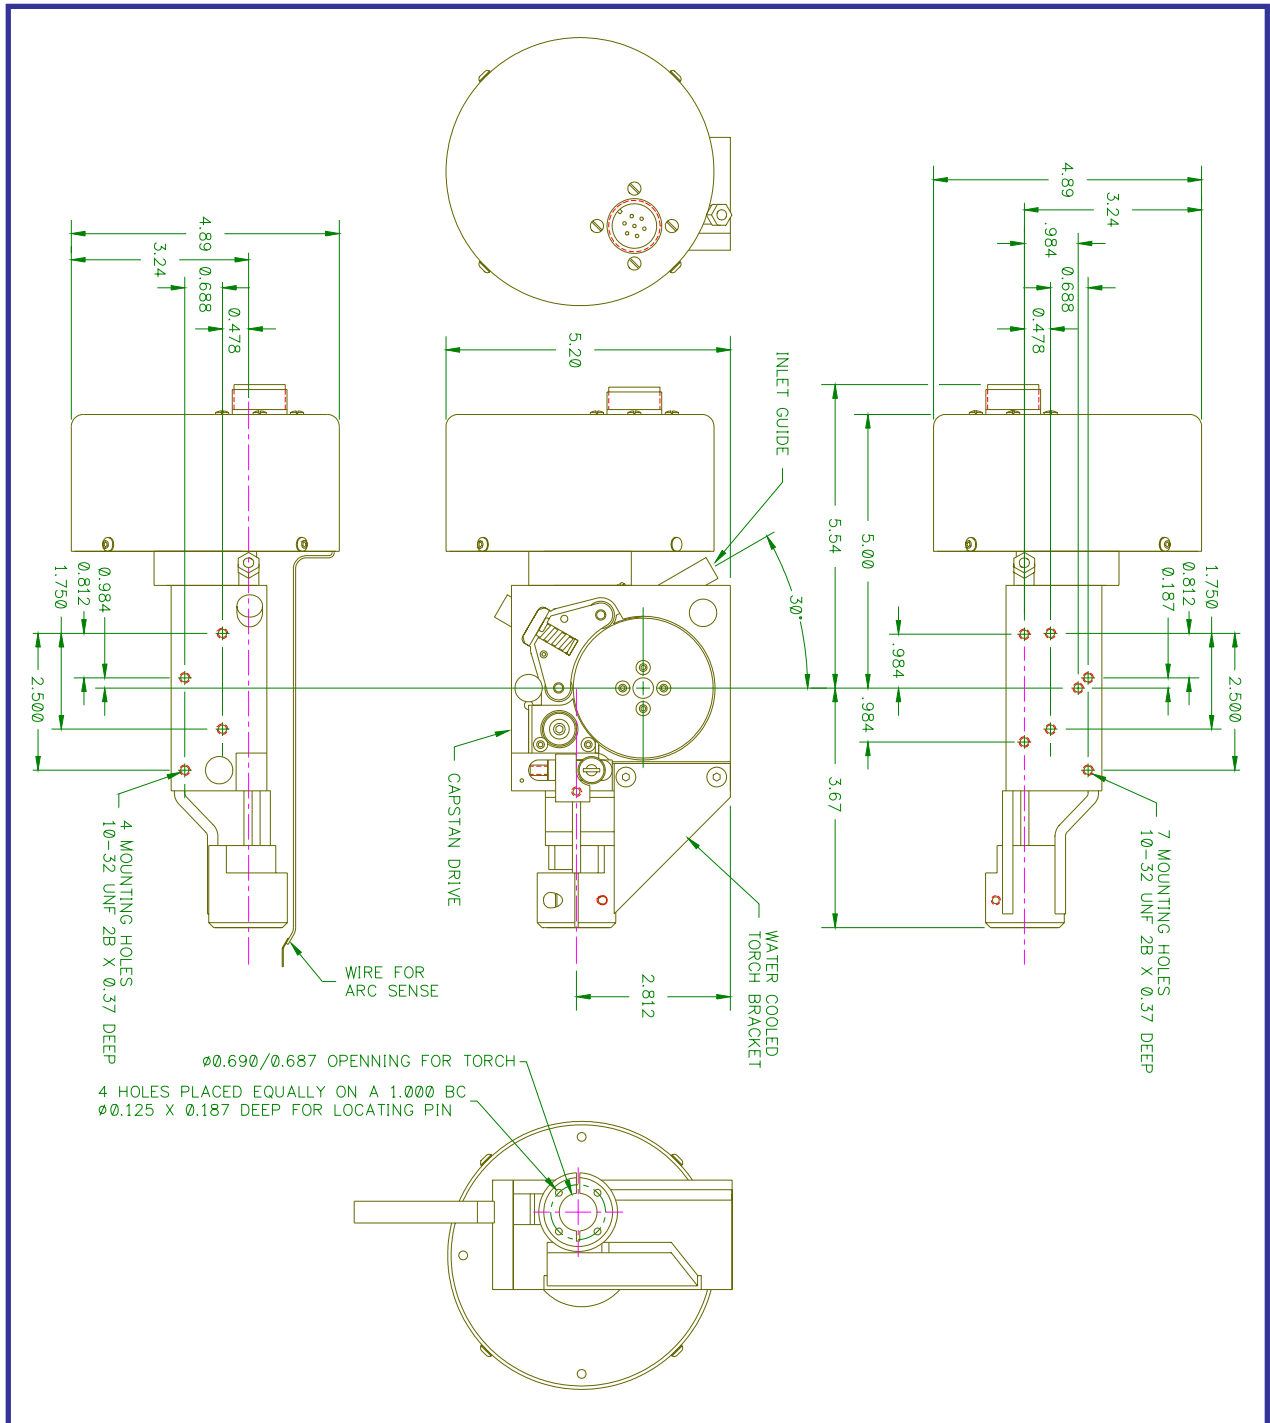 4.89
3.24
.984
0.688
0.478
4.89
3.24
0.688
0.478
5.20
INLET GUIDE
5.54
5.00
30°
1.750
0.812
0.187
2.500
.984
.984
3.67
0.984
0.812
1.750
2.500
CAPSTAN DRIVE
4 MOUNTING HOLES
10-32 UNF 2B X 0.37 DEEP
7 MOUNTING HOLES
10-32 UNF 2B X 0.37 DEEP
WIRE FOR
ARC SENSE
2.812
WATER COOLED
TORCH BRACKET
ø0.690/0.687 OPENNING FOR TORCH
4 HOLES PLACED EQUALLY ON A 1.000 BC
ø0.125 X 0.187 DEEP FOR LOCATING PIN